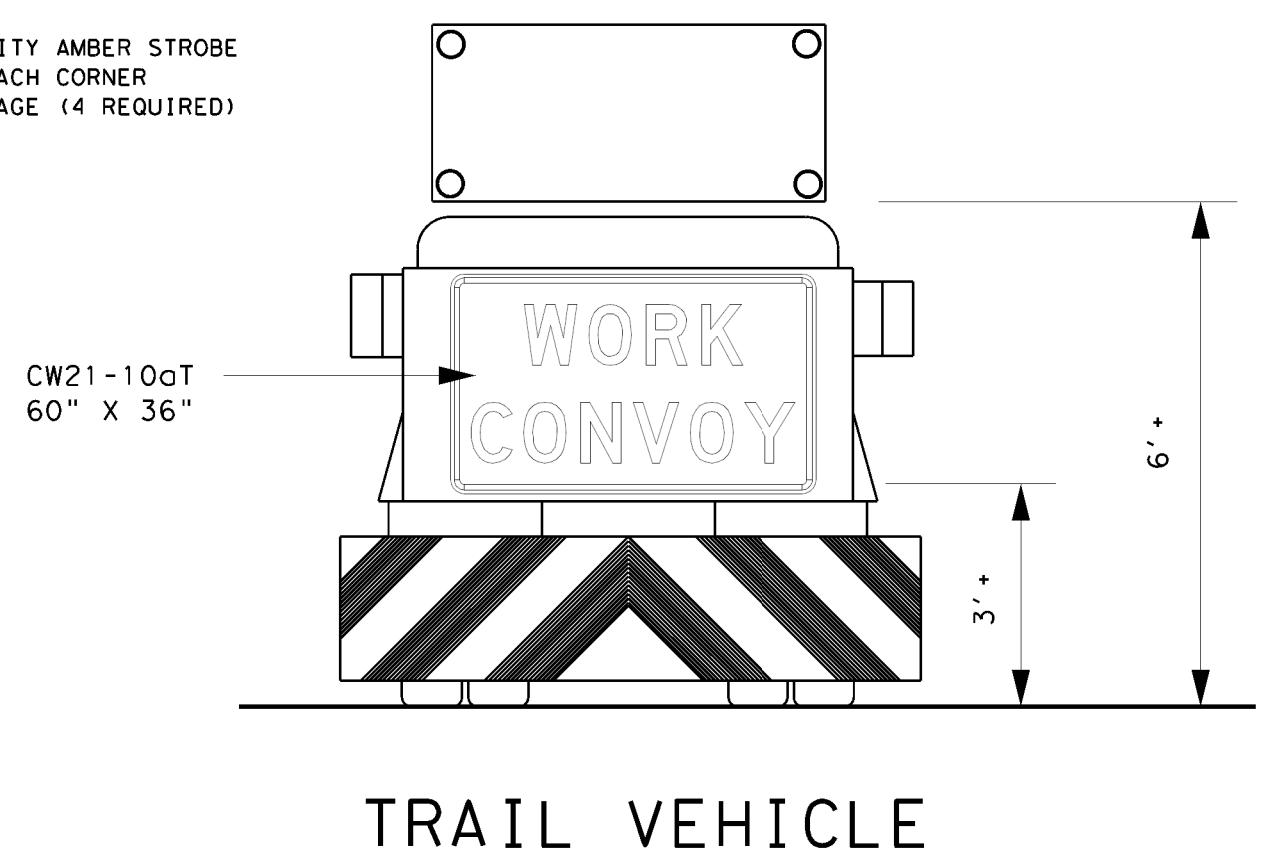 ITY AMBER STROBE
ACH CORNER
AGE (4 REQUIRED)
WORK
CONVOY
CW21-10aT
60" X 36"
6'+
3'+
TRAIL VEHICLE